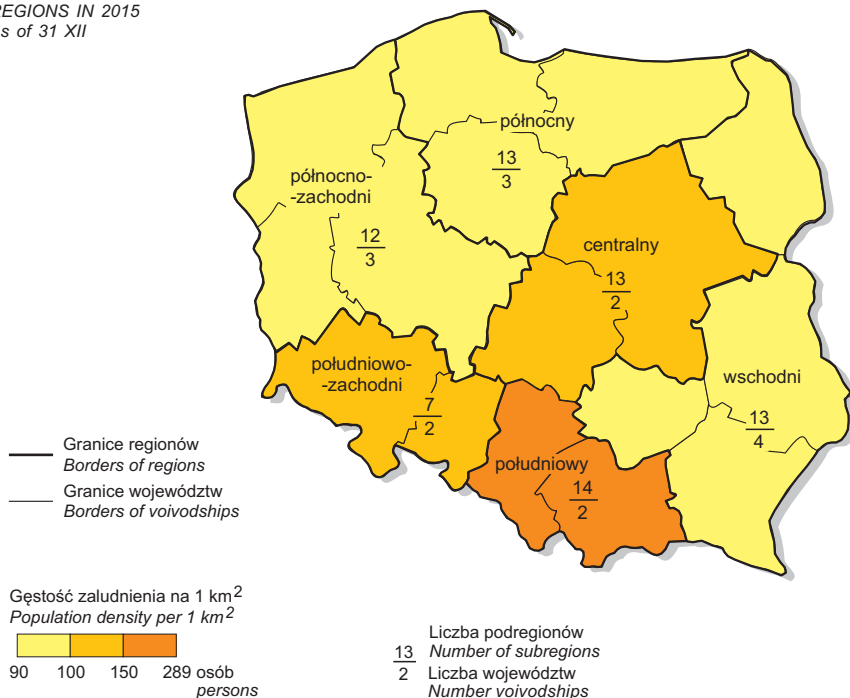 REGIONS IN 2015
s of 31 XII
północny
13
3
północno-
-zachodni
12
3
centralny
13
2
południowo-
-zachodni
7
2
wschodni
13
4
południowy
14
2
Granice regionów
Borders of regions
Granice województw
Borders of voivodships
Gęstość zaludnienia na 1 km²
Population density per 1 km²
90 100 150 289 osób
persons
13
2
Liczba podregionów
Number of subregions
Liczba województw
Number voivodships